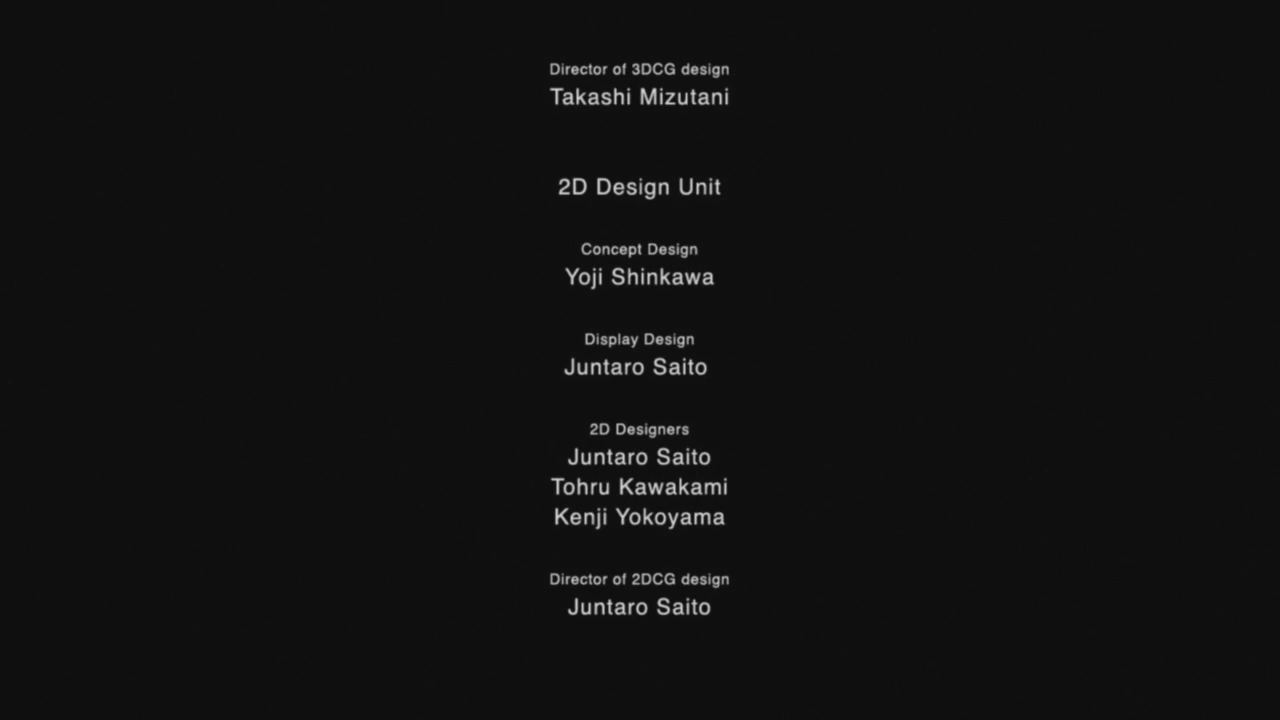 Director of 3DCG design
Takashi Mizutani
2D Design Unit
Concept Design
Yoji Shinkawa
Display Design
Juntaro Saito
2D Designers
Juntaro Saito
Tohru Kawakami
Kenji Yokoyama
Director of 2DCG design
Juntaro Saito